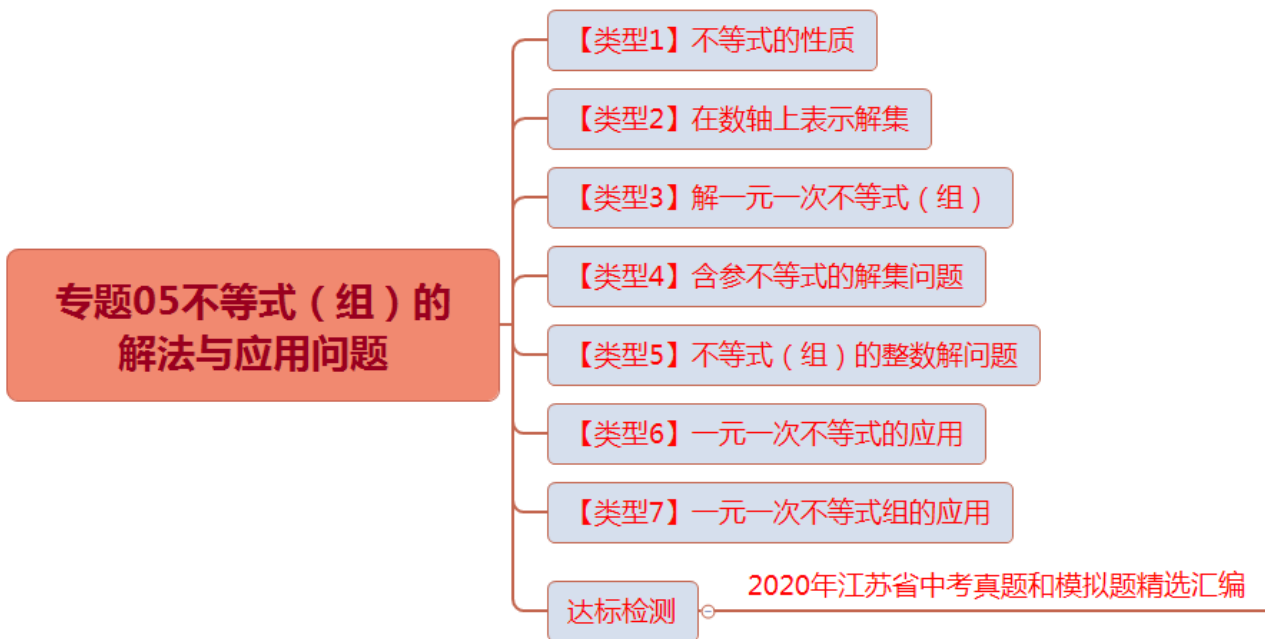 【类型1】不等式的性质
【类型2】在数轴上表示解集
【类型3】解一元一次不等式（组）
【类型4】含参不等式的解集问题
专题05不等式（组）的
解法与应用问题
【类型5】不等式（组）的整数解问题
【类型6】一元一次不等式的应用
【类型7】一元一次不等式组的应用
达标检测
2020年江苏省中考真题和模拟题精选汇编